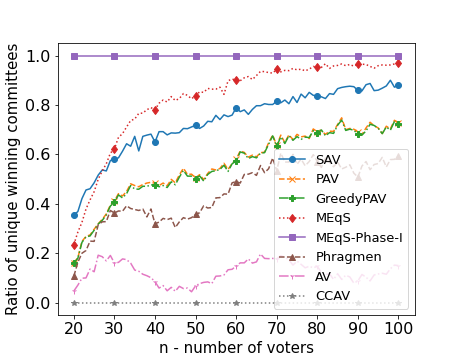 1.0
0.8
0.6
0.4
0.2
0.0
Ratio of unique winning committees
SAV
PAV
GreedyPAV
MEqS
MEqS-Phase-I
Phragmen
AV
CCAV
20 30 40 50 60 70 80 90 100
n - number of voters